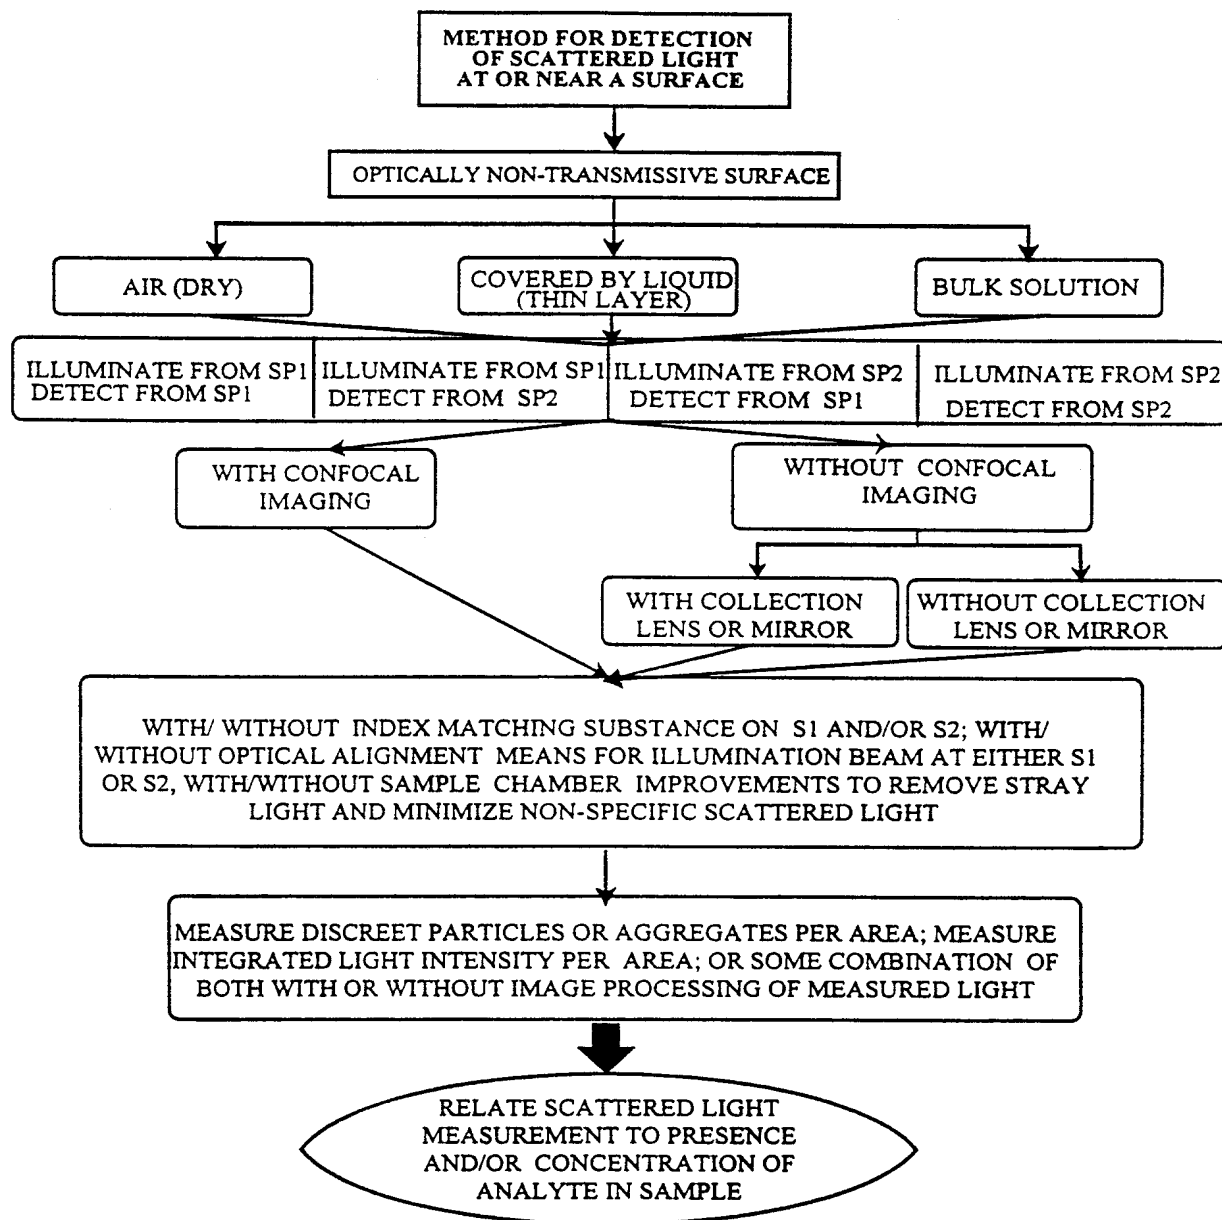 METHOD FOR DETECTION
OF SCATTERED LIGHT
AT OR NEAR A SURFACE
OPTICALLY NON-TRANSMISSIVE SURFACE
AIR (DRY)
COVERED BY LIQUID
(THIN LAYER)
BULK SOLUTION
ILLUMINATE FROM SP1
DETECT FROM SP1
ILLUMINATE FROM SP1
DETECT FROM SP2
ILLUMINATE FROM SP2
DETECT FROM SP1
ILLUMINATE FROM SP2
DETECT FROM SP2
WITH CONFOCAL
IMAGING
WITHOUT CONFOCAL
IMAGING
WITH COLLECTION
LENS OR MIRROR
WITHOUT COLLECTION
LENS OR MIRROR
WITH/ WITHOUT INDEX MATCHING SUBSTANCE ON S1 AND/OR S2; WITH/
WITHOUT OPTICAL ALIGNMENT MEANS FOR ILLUMINATION BEAM AT EITHER S1
OR S2, WITH/WITHOUT SAMPLE CHAMBER IMPROVEMENTS TO REMOVE STRAY
LIGHT AND MINIMIZE NON-SPECIFIC SCATTERED LIGHT
MEASURE DISCREET PARTICLES OR AGGREGATES PER AREA; MEASURE
INTEGRATED LIGHT INTENSITY PER AREA; OR SOME COMBINATION OF
BOTH WITH OR WITHOUT IMAGE PROCESSING OF MEASURED LIGHT
RELATE SCATTERED LIGHT
MEASUREMENT TO PRESENCE
AND/OR CONCENTRATION OF
ANALYTE IN SAMPLE